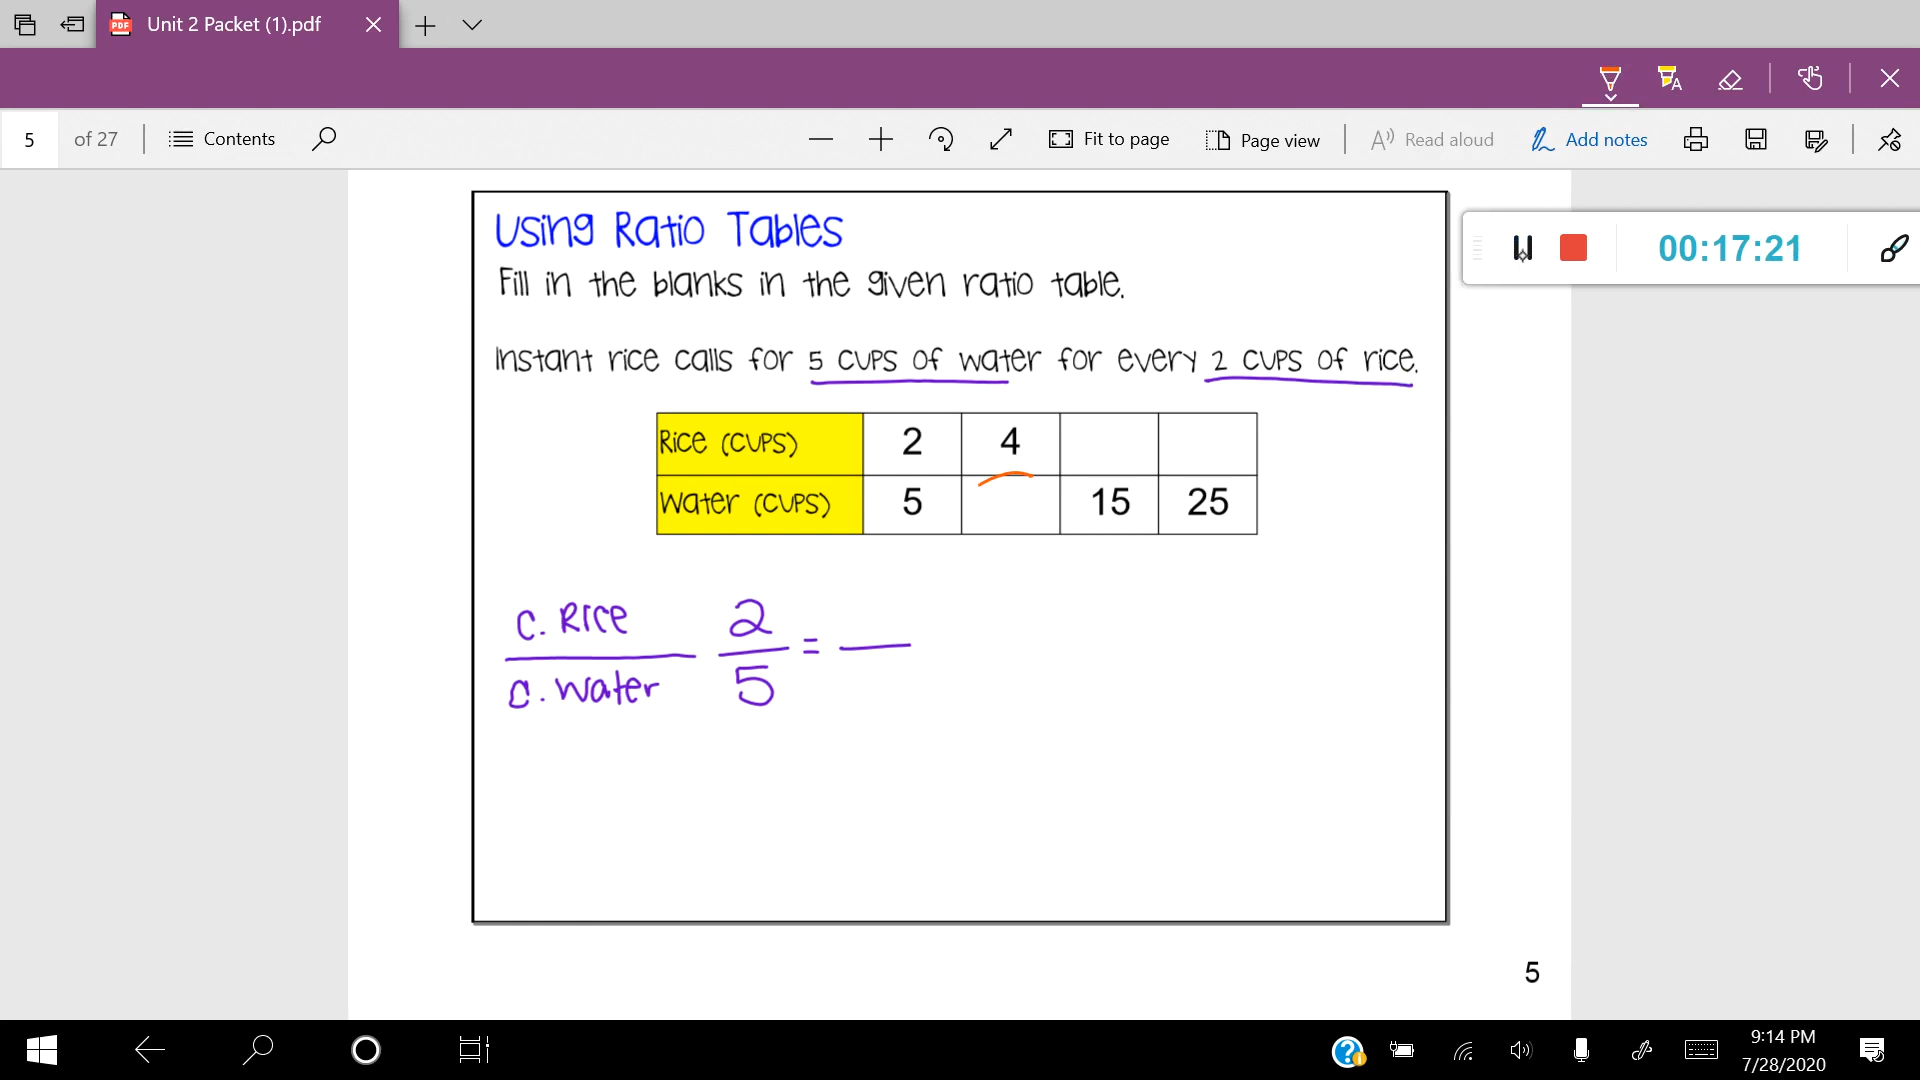 Unit 2 Packet (1).pdf
5 of 27 Contents Fit to page Page view Read aloud Add notes
Using Ratio Tables
Fill in the blanks in the given ratio table.
00:17:21
Instant rice calls for 5 cups of water for every 2 cups of rice.
Rice (cups) 2 4
Water (cups) 5 15 25
C. Rice 2
=
C. Water 5
5
9:14 PM
7/28/2020